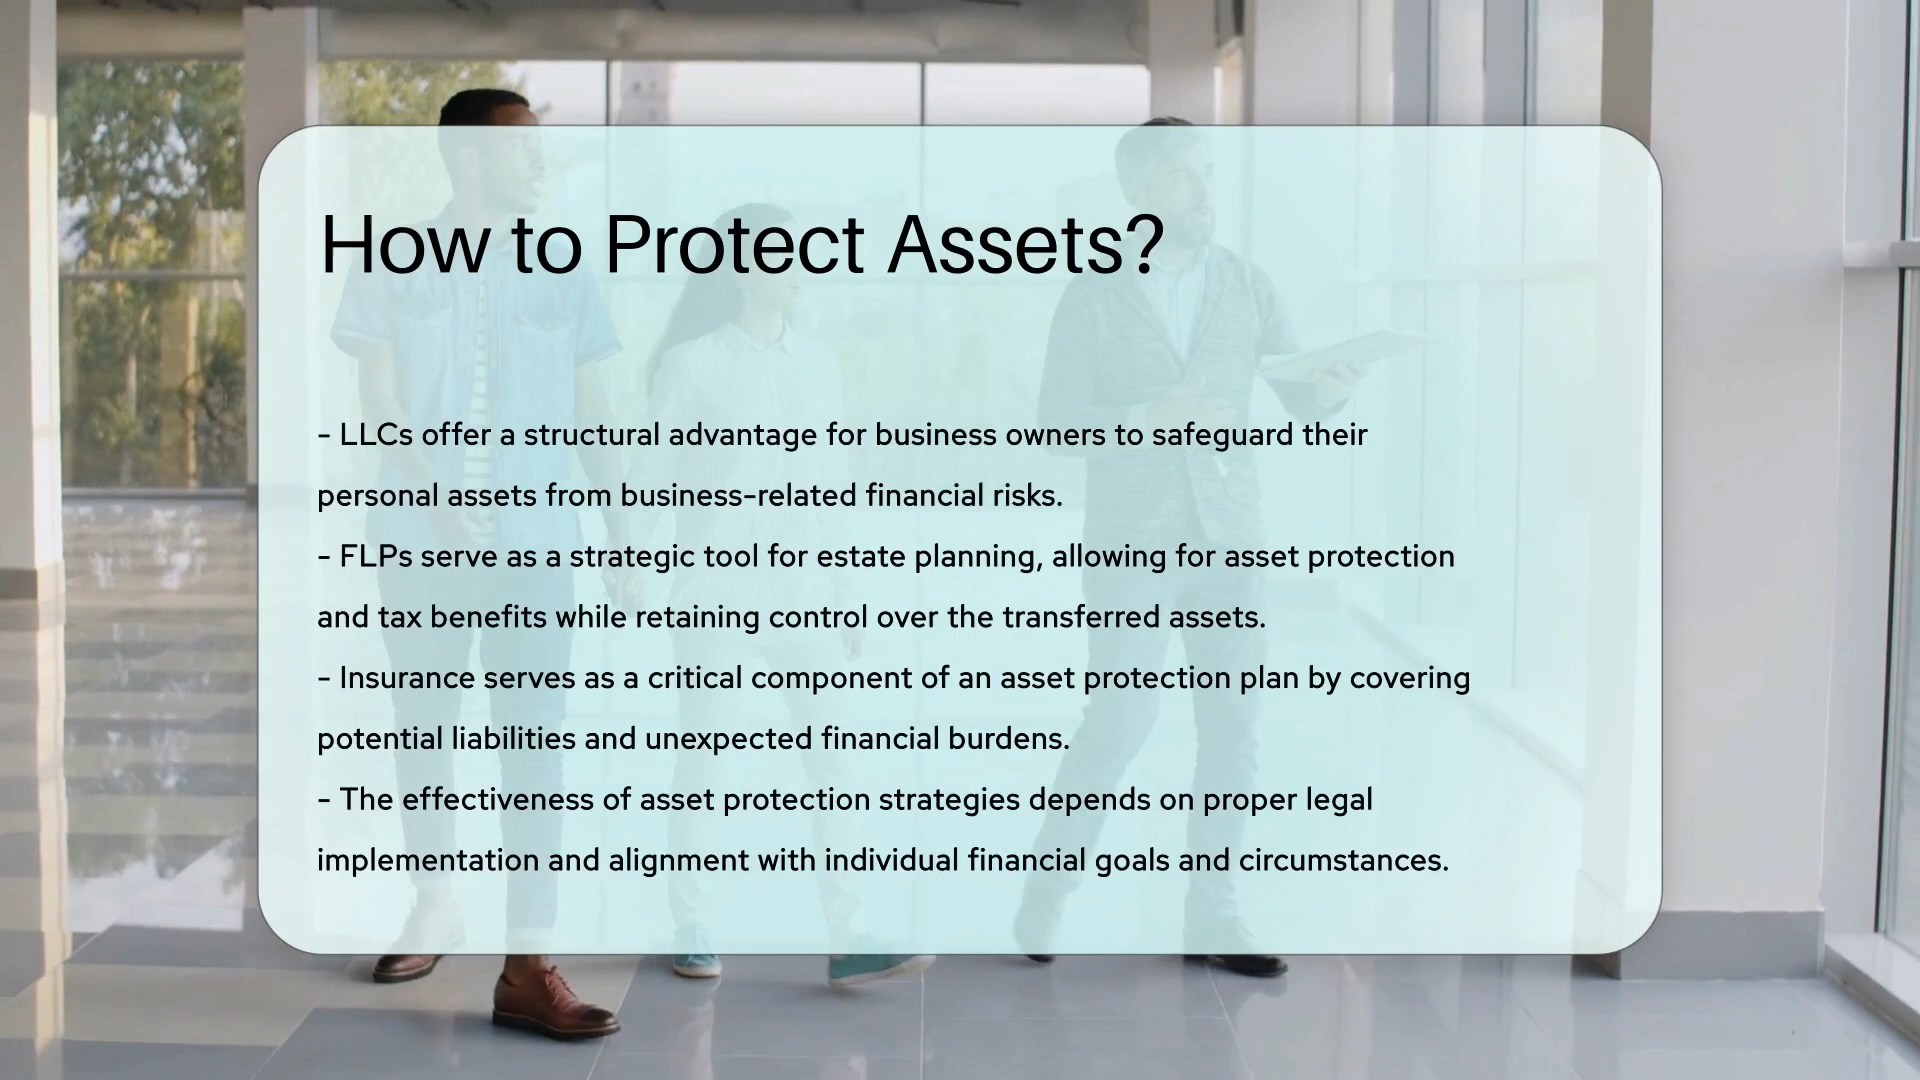 How to Protect Assets?
- LLCs offer a structural advantage for business owners to safeguard their
personal assets from business-related financial risks.
- FLPs serve as a strategic tool for estate planning, allowing for asset protection
and tax benefits while retaining control over the transferred assets.
- Insurance serves as a critical component of an asset protection plan by covering
potential liabilities and unexpected financial burdens.
- The effectiveness of asset protection strategies depends on proper legal
implementation and alignment with individual financial goals and circumstances.